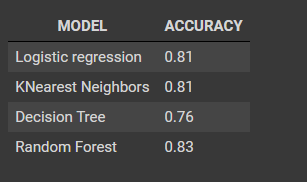 MODEL ACCURACY
Logistic regression 0.81
KNearest Neighbors 0.81
Decision Tree 0.76
Random Forest 0.83